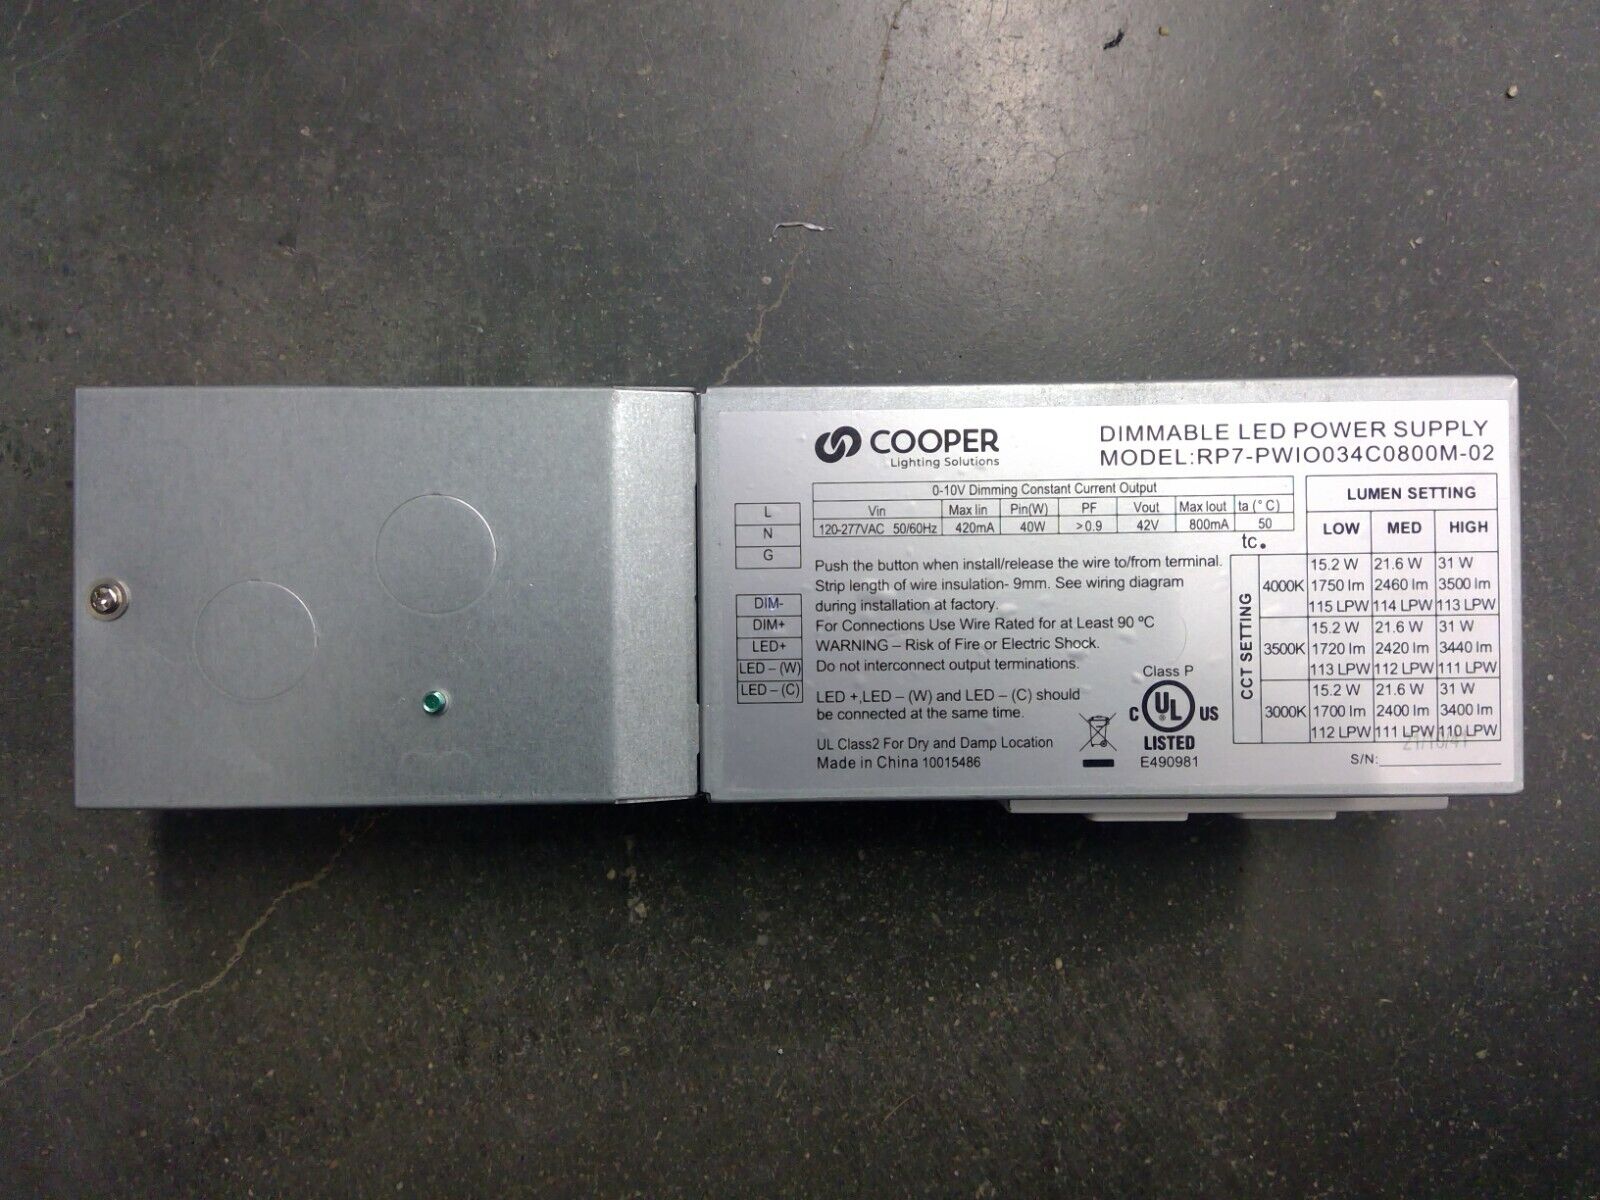 COOPER
Lighting Solutions
DIMMABLE LED POWER SUPPLY
MODEL:RP7-PWIO034C0800M-02
L
N
G
DIM-
DIM+
LED+
LED – (W)
LED – (C)
0-10V Dimming Constant Current Output
Vin Max Iin Pin(W) PF Vout Max Iout ta (° C)
120-277VAC 50/60Hz 420mA 40W >0.9 42V 800mA 50
tc.
Push the button when install/release the wire to/from terminal.
Strip length of wire insulation- 9mm. See wiring diagram
during installation at factory.
For Connections Use Wire Rated for at Least 90 ºC
WARNING – Risk of Fire or Electric Shock.
Do not interconnect output terminations.
LED +,LED – (W) and LED – (C) should
be connected at the same time.
UL Class2 For Dry and Damp Location
Made in China 10015486
Class P
C UL US
LISTED
E490981
LUMEN SETTING
LOW MED HIGH
CCT SETTING
4000K
15.2 W 21.6 W 31 W
1750 lm 2460 lm 3500 lm
115 LPW 114 LPW 113 LPW
3500K
15.2 W 21.6 W 31 W
1720 lm 2420 lm 3440 lm
113 LPW 112 LPW 111 LPW
3000K
15.2 W 21.6 W 31 W
1700 lm 2400 lm 3400 lm
112 LPW 111 LPW 110 LPW
S/N: